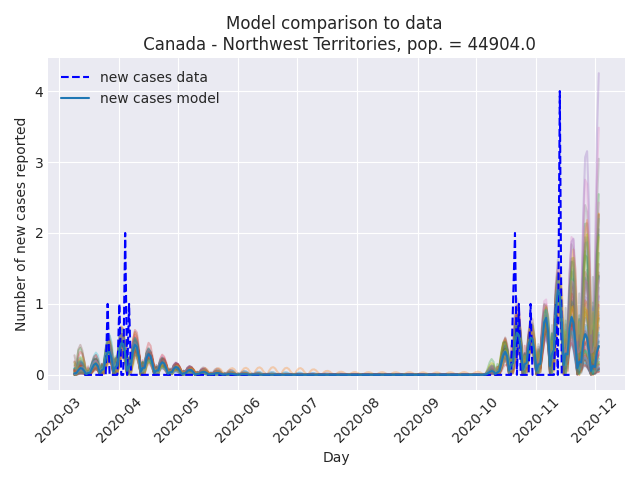 Model comparison to data
Canada - Northwest Territories, pop. = 44904.0
new cases data
new cases model
Number of new cases reported
4
3
2
1
0
2020-03
2020-04
2020-05
2020-06
2020-07
2020-08
2020-09
2020-10
2020-11
2020-12
Day